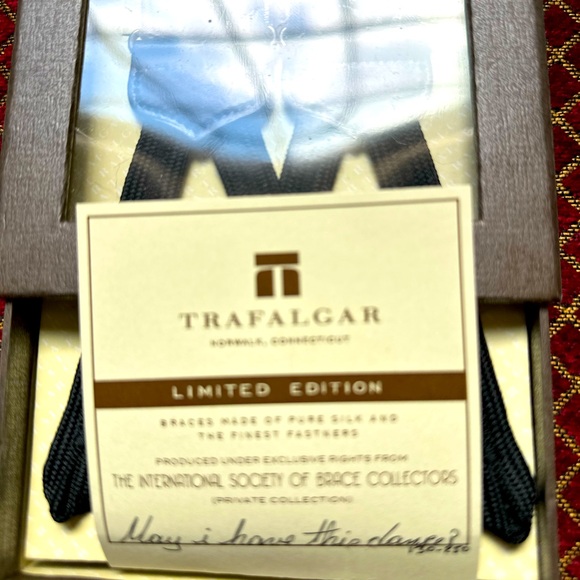 TRAFALGAR
NORWALK, CONNECTICUT
LIMITED EDITION
BRACES MADE OF PURE SILK AND
THE FINEST FASTNERS
PRODUCED UNDER EXCLUSIVE RIGHTS FROM
THE INTERNATIONAL SOCIETY OF BRACE COLLECTORS
(PRIVATE COLLECTION)
May i have this dance?